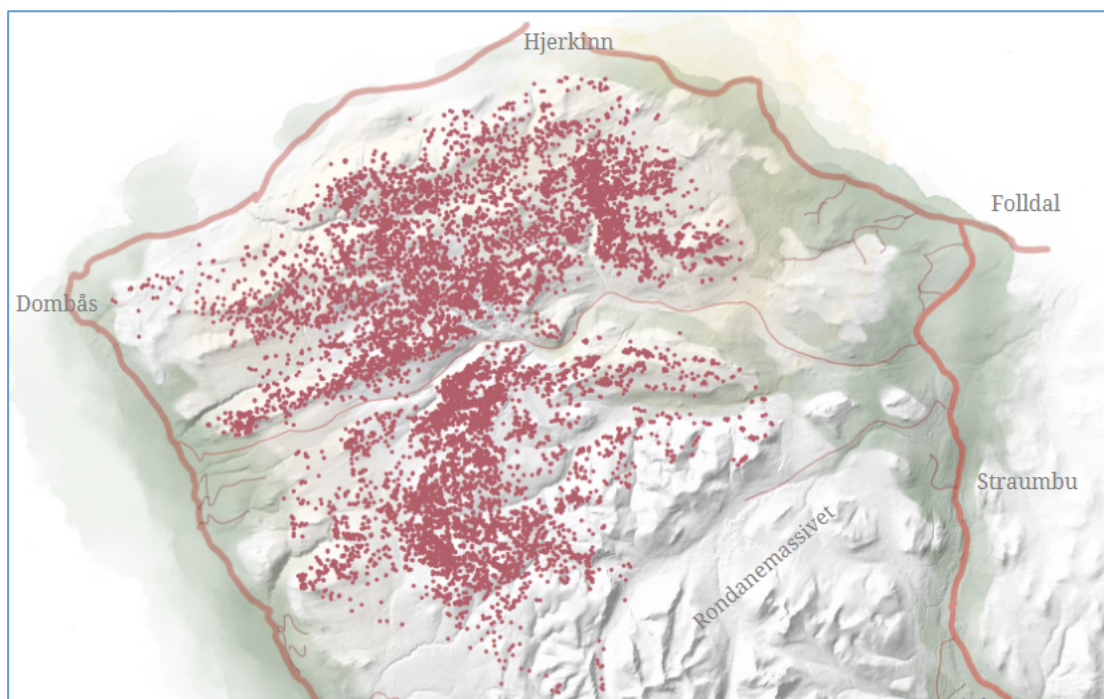 Hjerkinn
Folldal
Dombås
Straumbu
Rondanemassivet